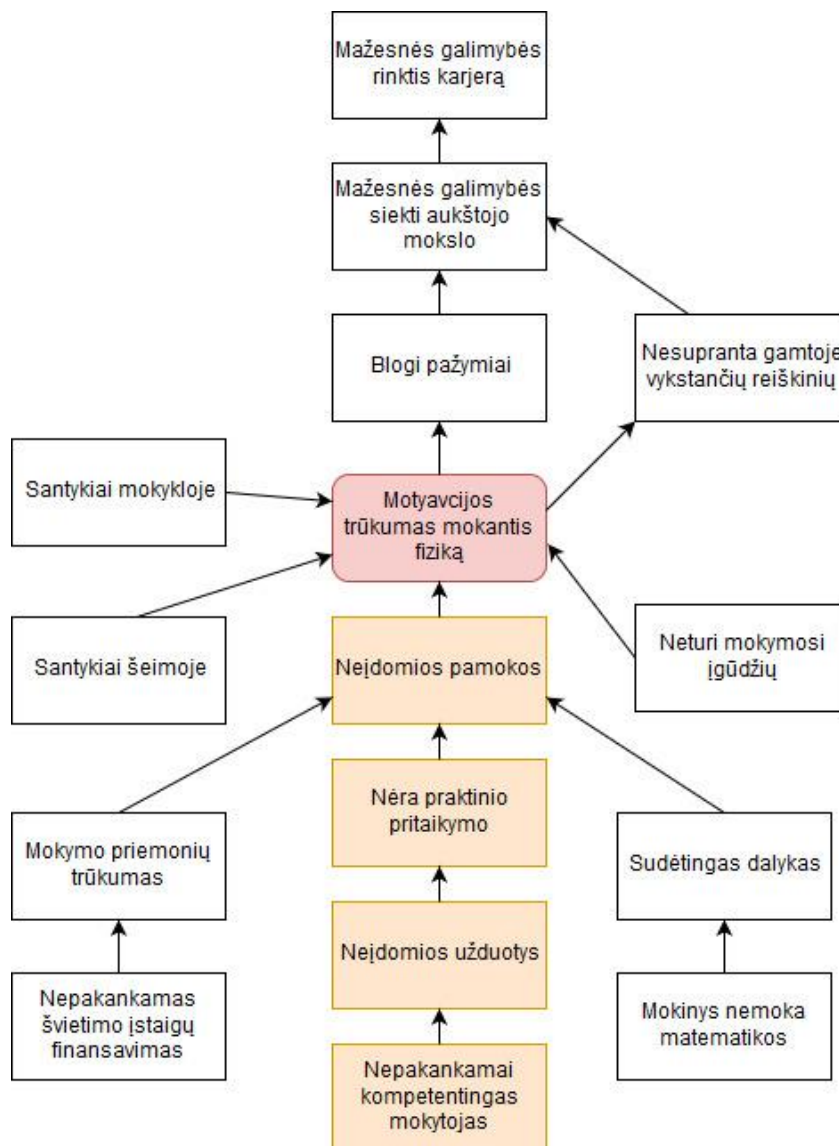 Mažesnės galimybės
rinktis karjerą
Mažesnės galimybės
siekti aukštojo
mokslo
Blogi pažymiai
Nesupranta gamtoje
vykstančių reiškinių
Santykiai mokykloje
Motyavcijos
trūkumas mokantis
fiziką
Santykiai šeimoje
Neįdomios pamokos
Neturi mokymosi
įgūdžių
Nėra praktinio
pritaikymo
Mokymo priemonių
trūkumas
Sudėtingas dalykas
Neįdomios užduotys
Nepakankamas
švietimo įstaigų
finansavimas
Mokinys nemoka
matematikos
Nepakankamai
kompetentingas
mokytojas